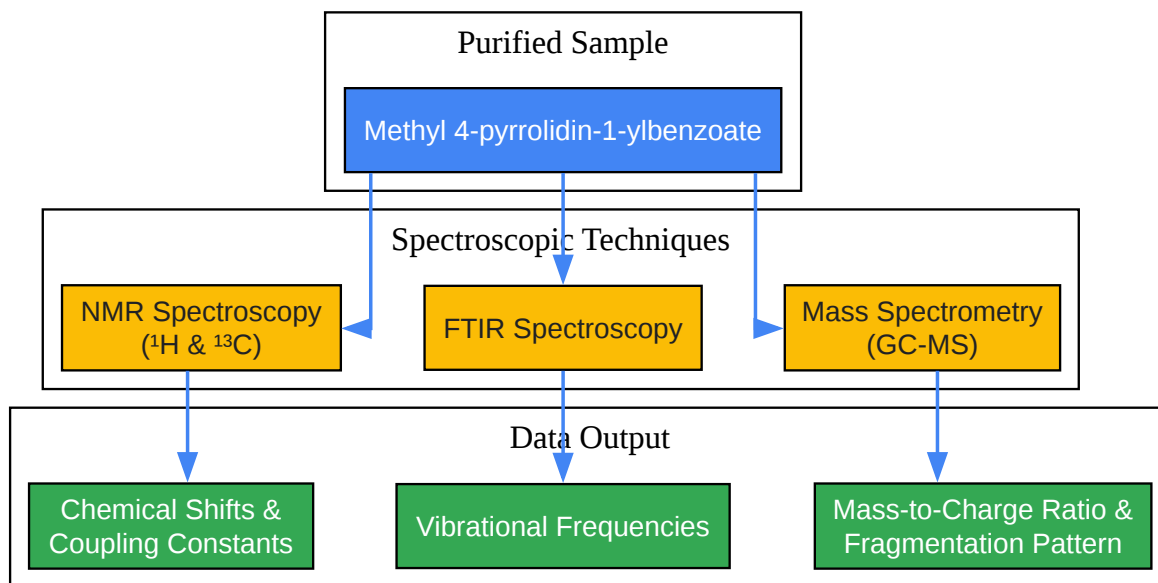 Purified Sample
Methyl 4-pyrrolidin-1-ylbenzoate
Spectroscopic Techniques
NMR Spectroscopy
(¹H & ¹³C)
FTIR Spectroscopy
Mass Spectrometry
(GC-MS)
Data Output
Chemical Shifts &
Coupling Constants
Vibrational Frequencies
Mass-to-Charge Ratio &
Fragmentation Pattern